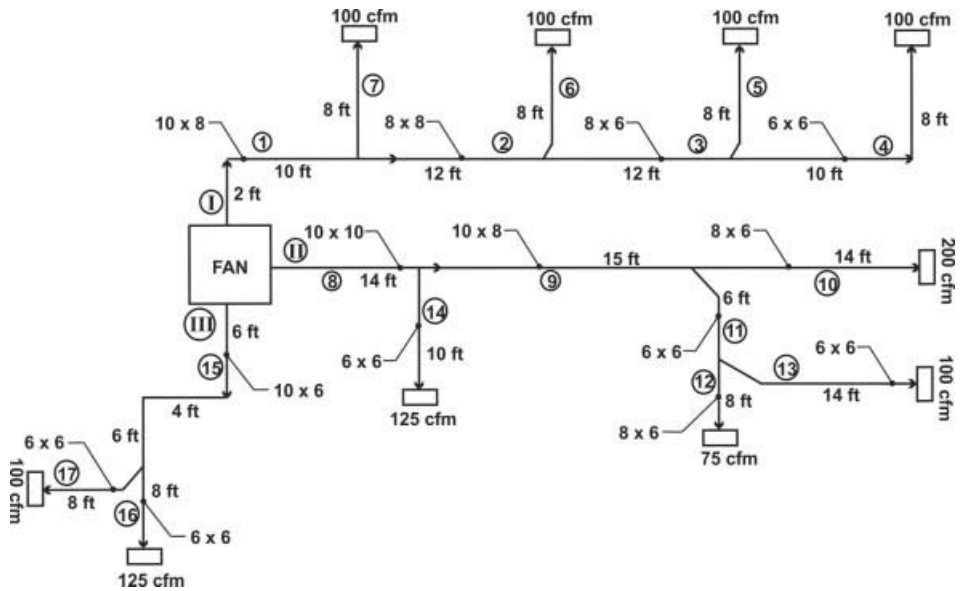 100 cfm
100 cfm
100 cfm
100 cfm
7
6
5
8 ft
8 ft
8 ft
8 ft
10 x 8
1
8 x 8
2
8 x 6
3
6 x 6
4
10 ft
12 ft
12 ft
10 ft
I
2 ft
FAN
II
10 x 10
10 x 8
8 x 6
8
14 ft
9
15 ft
14 ft
10
200 cfm
III
6 ft
14
6 ft
11
6 x 6
10 ft
6 x 6
6 x 6
13
15
10 x 6
12
8 ft
14 ft
100 cfm
4 ft
125 cfm
8 x 6
75 cfm
6 ft
6 x 6
17
100 cfm
8 ft
8 ft
16
6 x 6
125 cfm